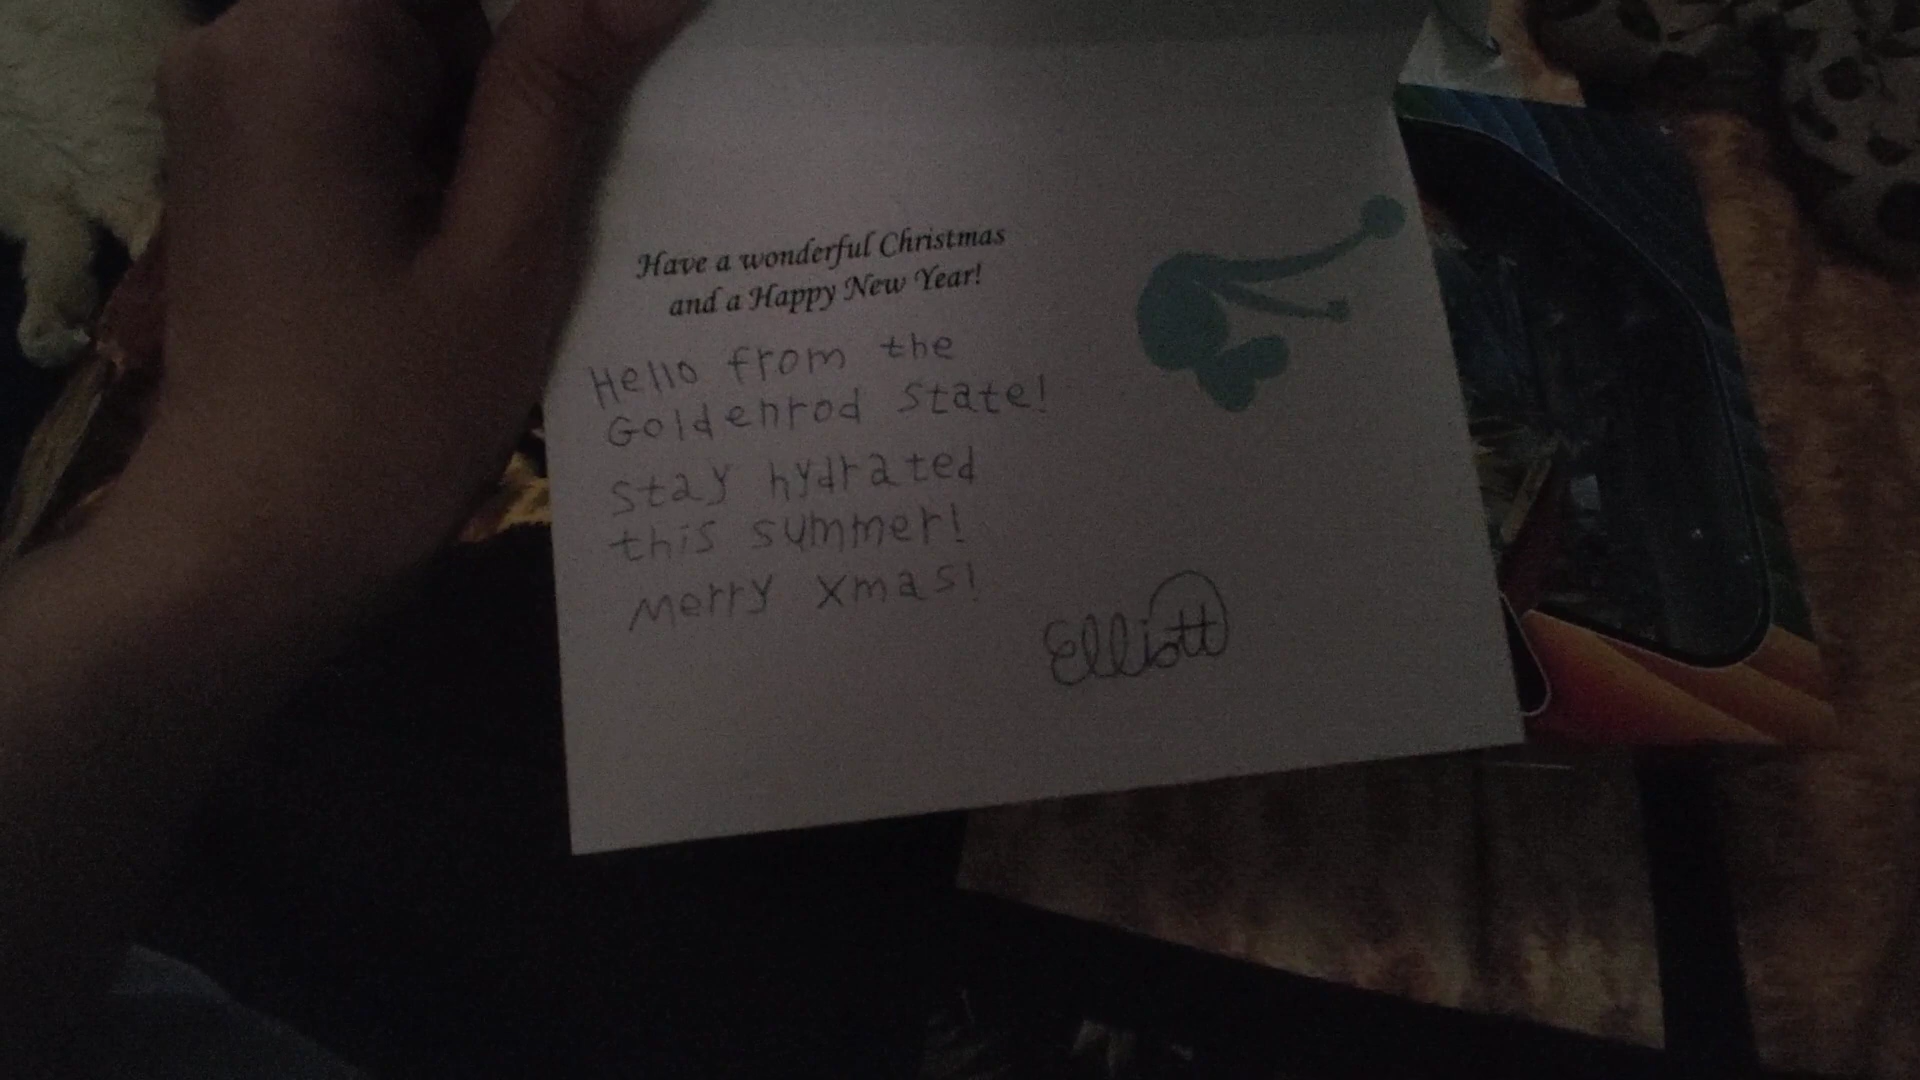 Have a wonderful Christmas
and a Happy New Year!
Hello from the
Goldenrod State!
Stay hydrated
this summer!
Merry Xmas!
Elliott